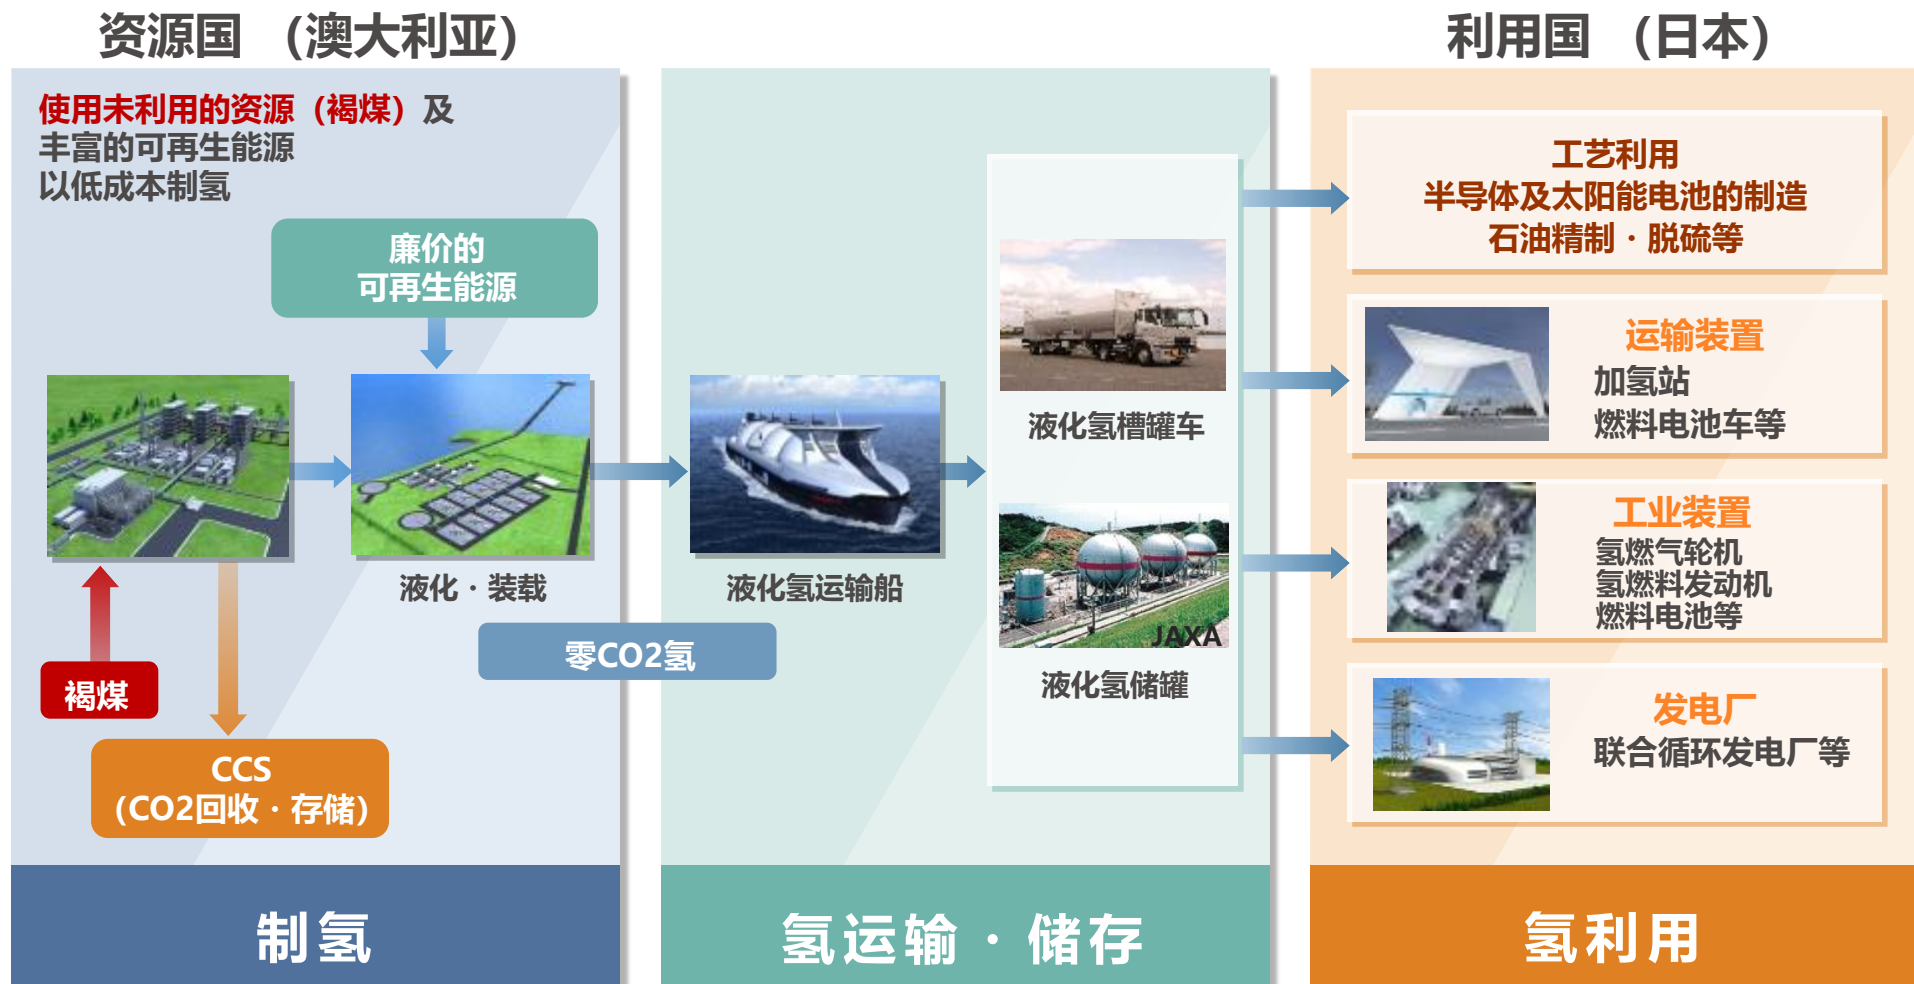 资源国 （澳大利亚）
利用国 （日本）
使用未利用的资源（褐煤）及
丰富的可再生能源
以低成本制氢
廉价的
可再生能源
液化 · 装载
褐煤
CCS
（CO2回收 · 存储）
零CO2氢
制氢
液化氢运输船
液化氢槽罐车
JAXA
液化氢储罐
氢运输 · 储存
工艺利用
半导体及太阳能电池的制造
石油精制 · 脱硫等
运输装置
加氢站
燃料电池车等
工业装置
氢燃气轮机
氢燃料发动机
燃料电池等
发电厂
联合循环发电厂等
氢利用